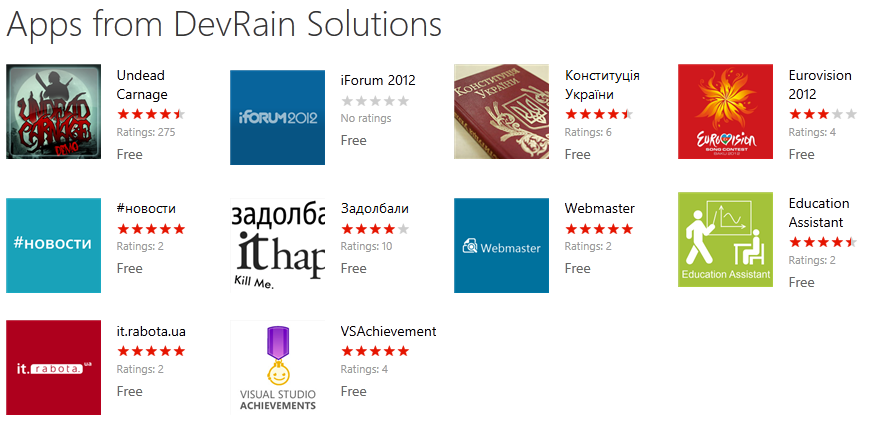 Apps from DevRain Solutions
UNDEAD
CARNAGE
DEMO
Undead
Carnage
Ratings: 275
Free
iFORUM2012
iForum 2012
No ratings
Free
КОНСТИТУЦІЯ
УКРАЇНИ
Конституція
України
Ratings: 6
Free
EUROVISION
SONG CONTEST
Eurovision
2012
Ratings: 4
Free
#новости
#новости
Ratings: 2
Free
задолба
it hap
Kill Me.
Задолбали
Ratings: 10
Free
Webmaster
Webmaster
Ratings: 2
Free
Education Assistant
Education
Assistant
Ratings: 2
Free
it.rabota.ua
it.rabota.ua
Ratings: 2
Free
VISUAL STUDIO
ACHIEVEMENTS
VSAchievement
Ratings: 4
Free